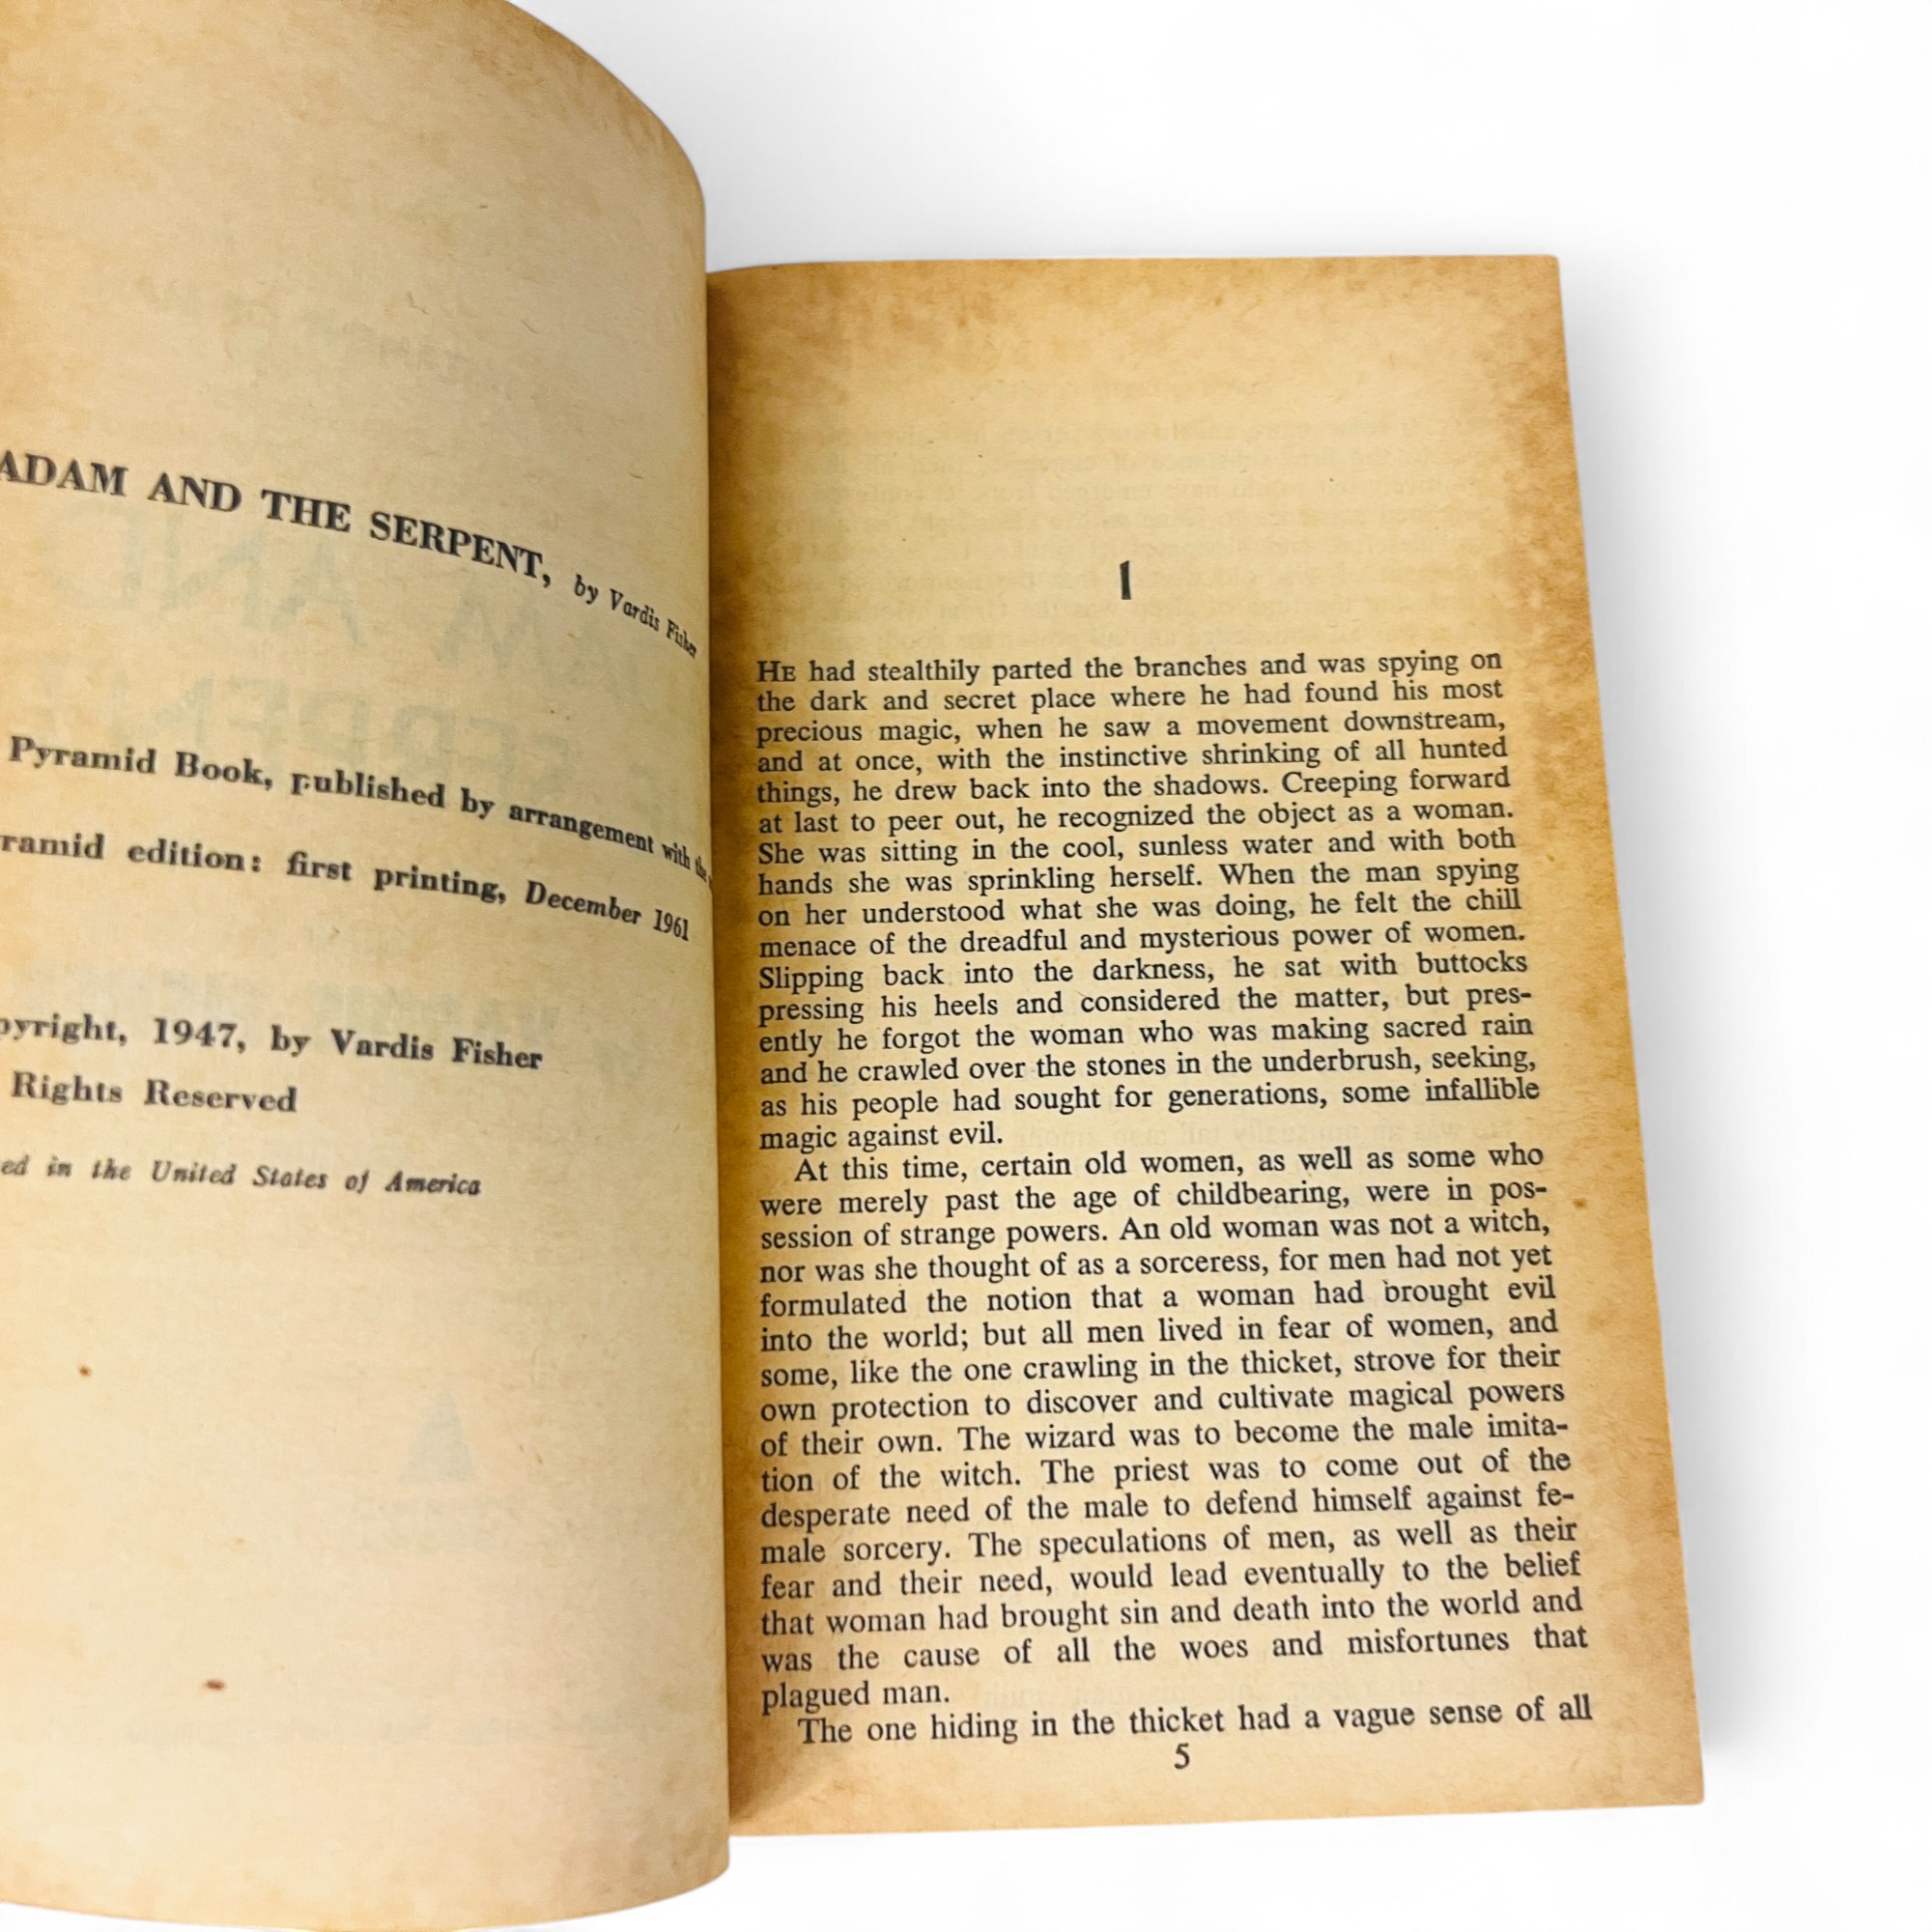 ADAM AND THE SERPENT, by Vardis Fisher
Pyramid Book, published by arrangement with the
edition: first printing, December 1961
1947, by Vardis Fisher
Rights Reserved
in the United States of America
1
HE had stealthily parted the branches and was spying on
the dark and secret place where he had found his most
precious magic, when he saw a movement downstream,
and at once, with the instinctive shrinking of all hunted
things, he drew back into the shadows. Creeping forward
at last to peer out, he recognized the object as a woman.
She was sitting in the cool, sunless water and with both
hands she was sprinkling herself. When the man spying
on her understood what she was doing, he felt the chill
menace of the dreadful and mysterious power of women.
Slipping back into the darkness, he sat with buttocks
pressing his heels and considered the matter, but pres-
ently he forgot the woman who was making sacred rain
and he crawled over the stones in the underbrush, seeking,
as his people had sought for generations, some infallible
magic against evil.
At this time, certain old women, as well as some who
were merely past the age of childbearing, were in pos-
session of strange powers. An old woman was not a witch,
nor was she thought of as a sorceress, for men had not yet
formulated the notion that a woman had brought evil
into the world; but all men lived in fear of women, and
some, like the one crawling in the thicket, strove for their
own protection to discover and cultivate magical powers
of their own. The wizard was to become the male imita-
tion of the witch. The priest was to come out of the
desperate need of the male to defend himself against fe-
male sorcery. The speculations of men, as well as their
fear and their need, would lead eventually to the belief
that woman had brought sin and death into the world and
was the cause of all the woes and misfortunes that
plagued man.
The one hiding in the thicket had a vague sense of all
5